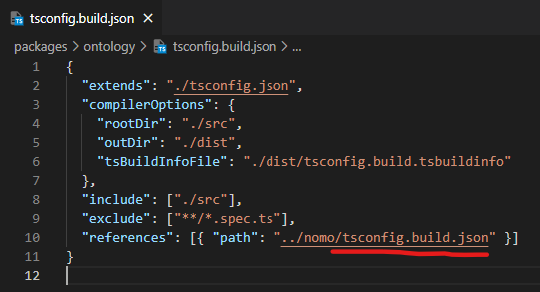 tsconfig.build.json ×
packages > ontology > tsconfig.build.json > ...
1 {
2   "extends": "./tsconfig.json",
3   "compilerOptions": {
4     "rootDir": "./src",
5     "outDir": "./dist",
6     "tsBuildInfoFile": "./dist/tsconfig.build.tsbuildinfo"
7   },
8   "include": ["./src"],
9   "exclude": ["**/*.spec.ts"],
10   "references": [{ "path": "../nomo/tsconfig.build.json" }]
11 }
12